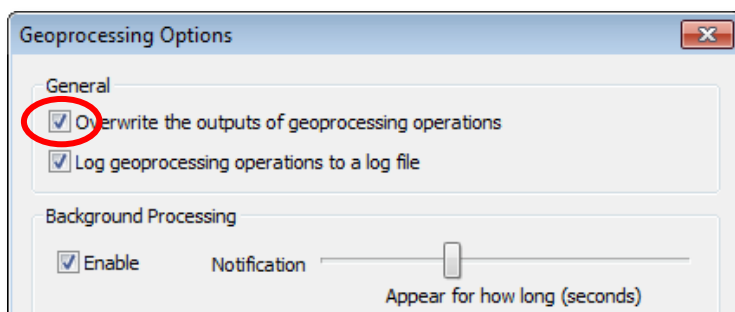 Geoprocessing Options
General
Overwrite the outputs of geoprocessing operations
Log geoprocessing operations to a log file
Background Processing
Enable Notification
Appear for how long (seconds)